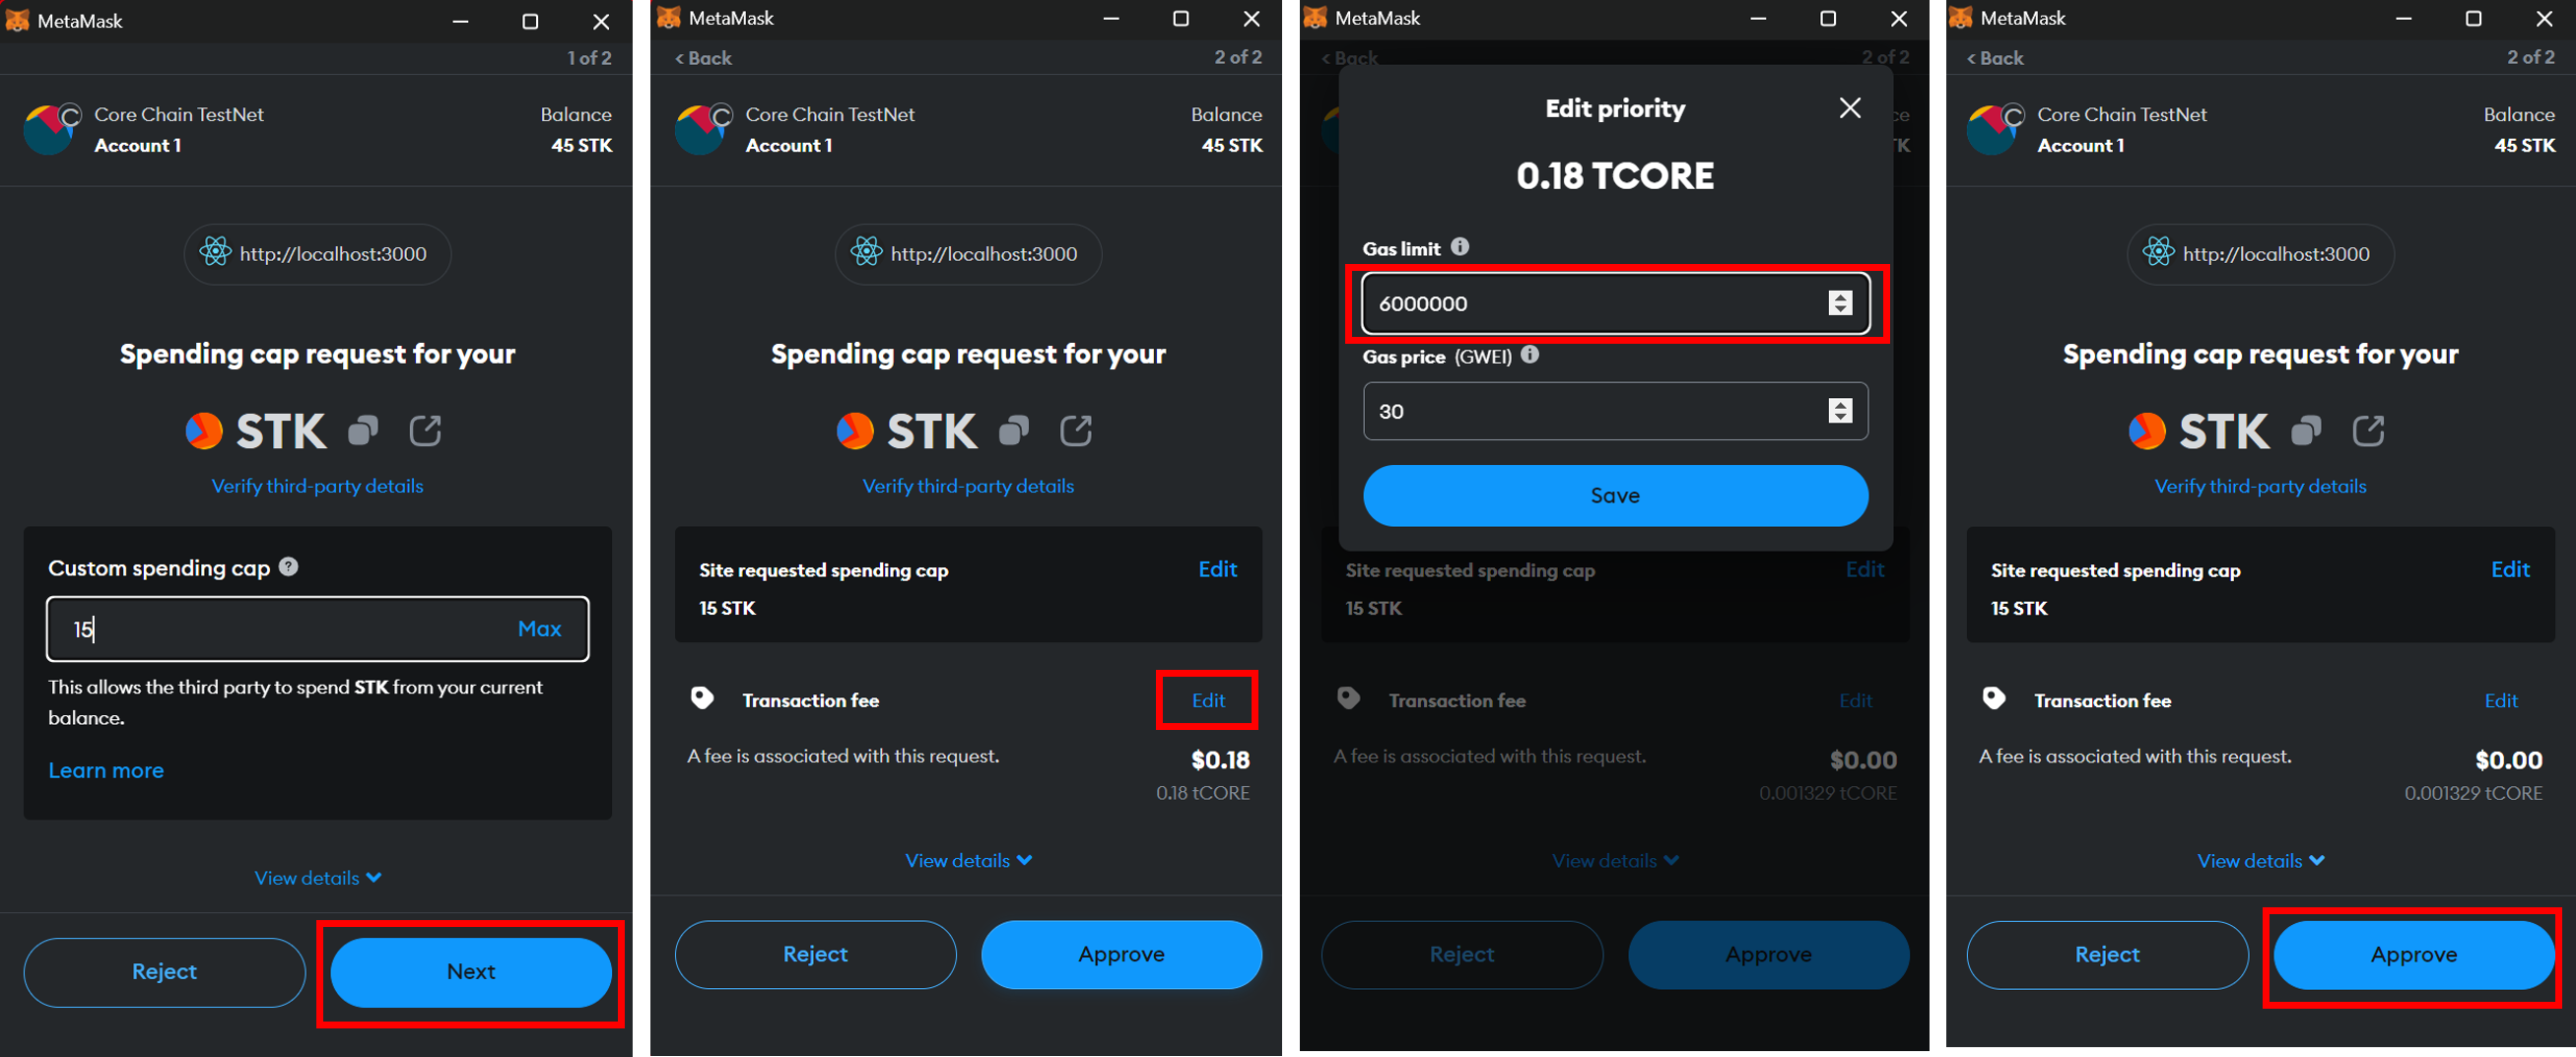 MetaMask
1 of 2
Core Chain TestNet
Balance
Account 1
45 STK
http://localhost:3000
Spending cap request for your
STK
Verify third-party details
Custom spending cap
15
Max
This allows the third party to spend STK from your current
balance.
Learn more
View details
Reject
Next
MetaMask
< Back
2 of 2
Core Chain TestNet
Balance
Account 1
45 STK
http://localhost:3000
Spending cap request for your
STK
Verify third-party details
Site requested spending cap
Edit
15 STK
Transaction fee
Edit
A fee is associated with this request.
$0.18
0.18 tCORE
View details
Reject
Approve
MetaMask
< Back
2 of 2
Edit priority
0.18 TCORE
Gas limit
6000000
Gas price (GWEI)
30
Save
Site requested spending cap
Edit
15 STK
Transaction fee
Edit
A fee is associated with this request.
$0.00
0.001329 tCORE
View details
Reject
Approve
MetaMask
< Back
2 of 2
Core Chain TestNet
Balance
Account 1
45 STK
http://localhost:3000
Spending cap request for your
STK
Verify third-party details
Site requested spending cap
Edit
15 STK
Transaction fee
Edit
A fee is associated with this request.
$0.00
0.001329 tCORE
View details
Reject
Approve